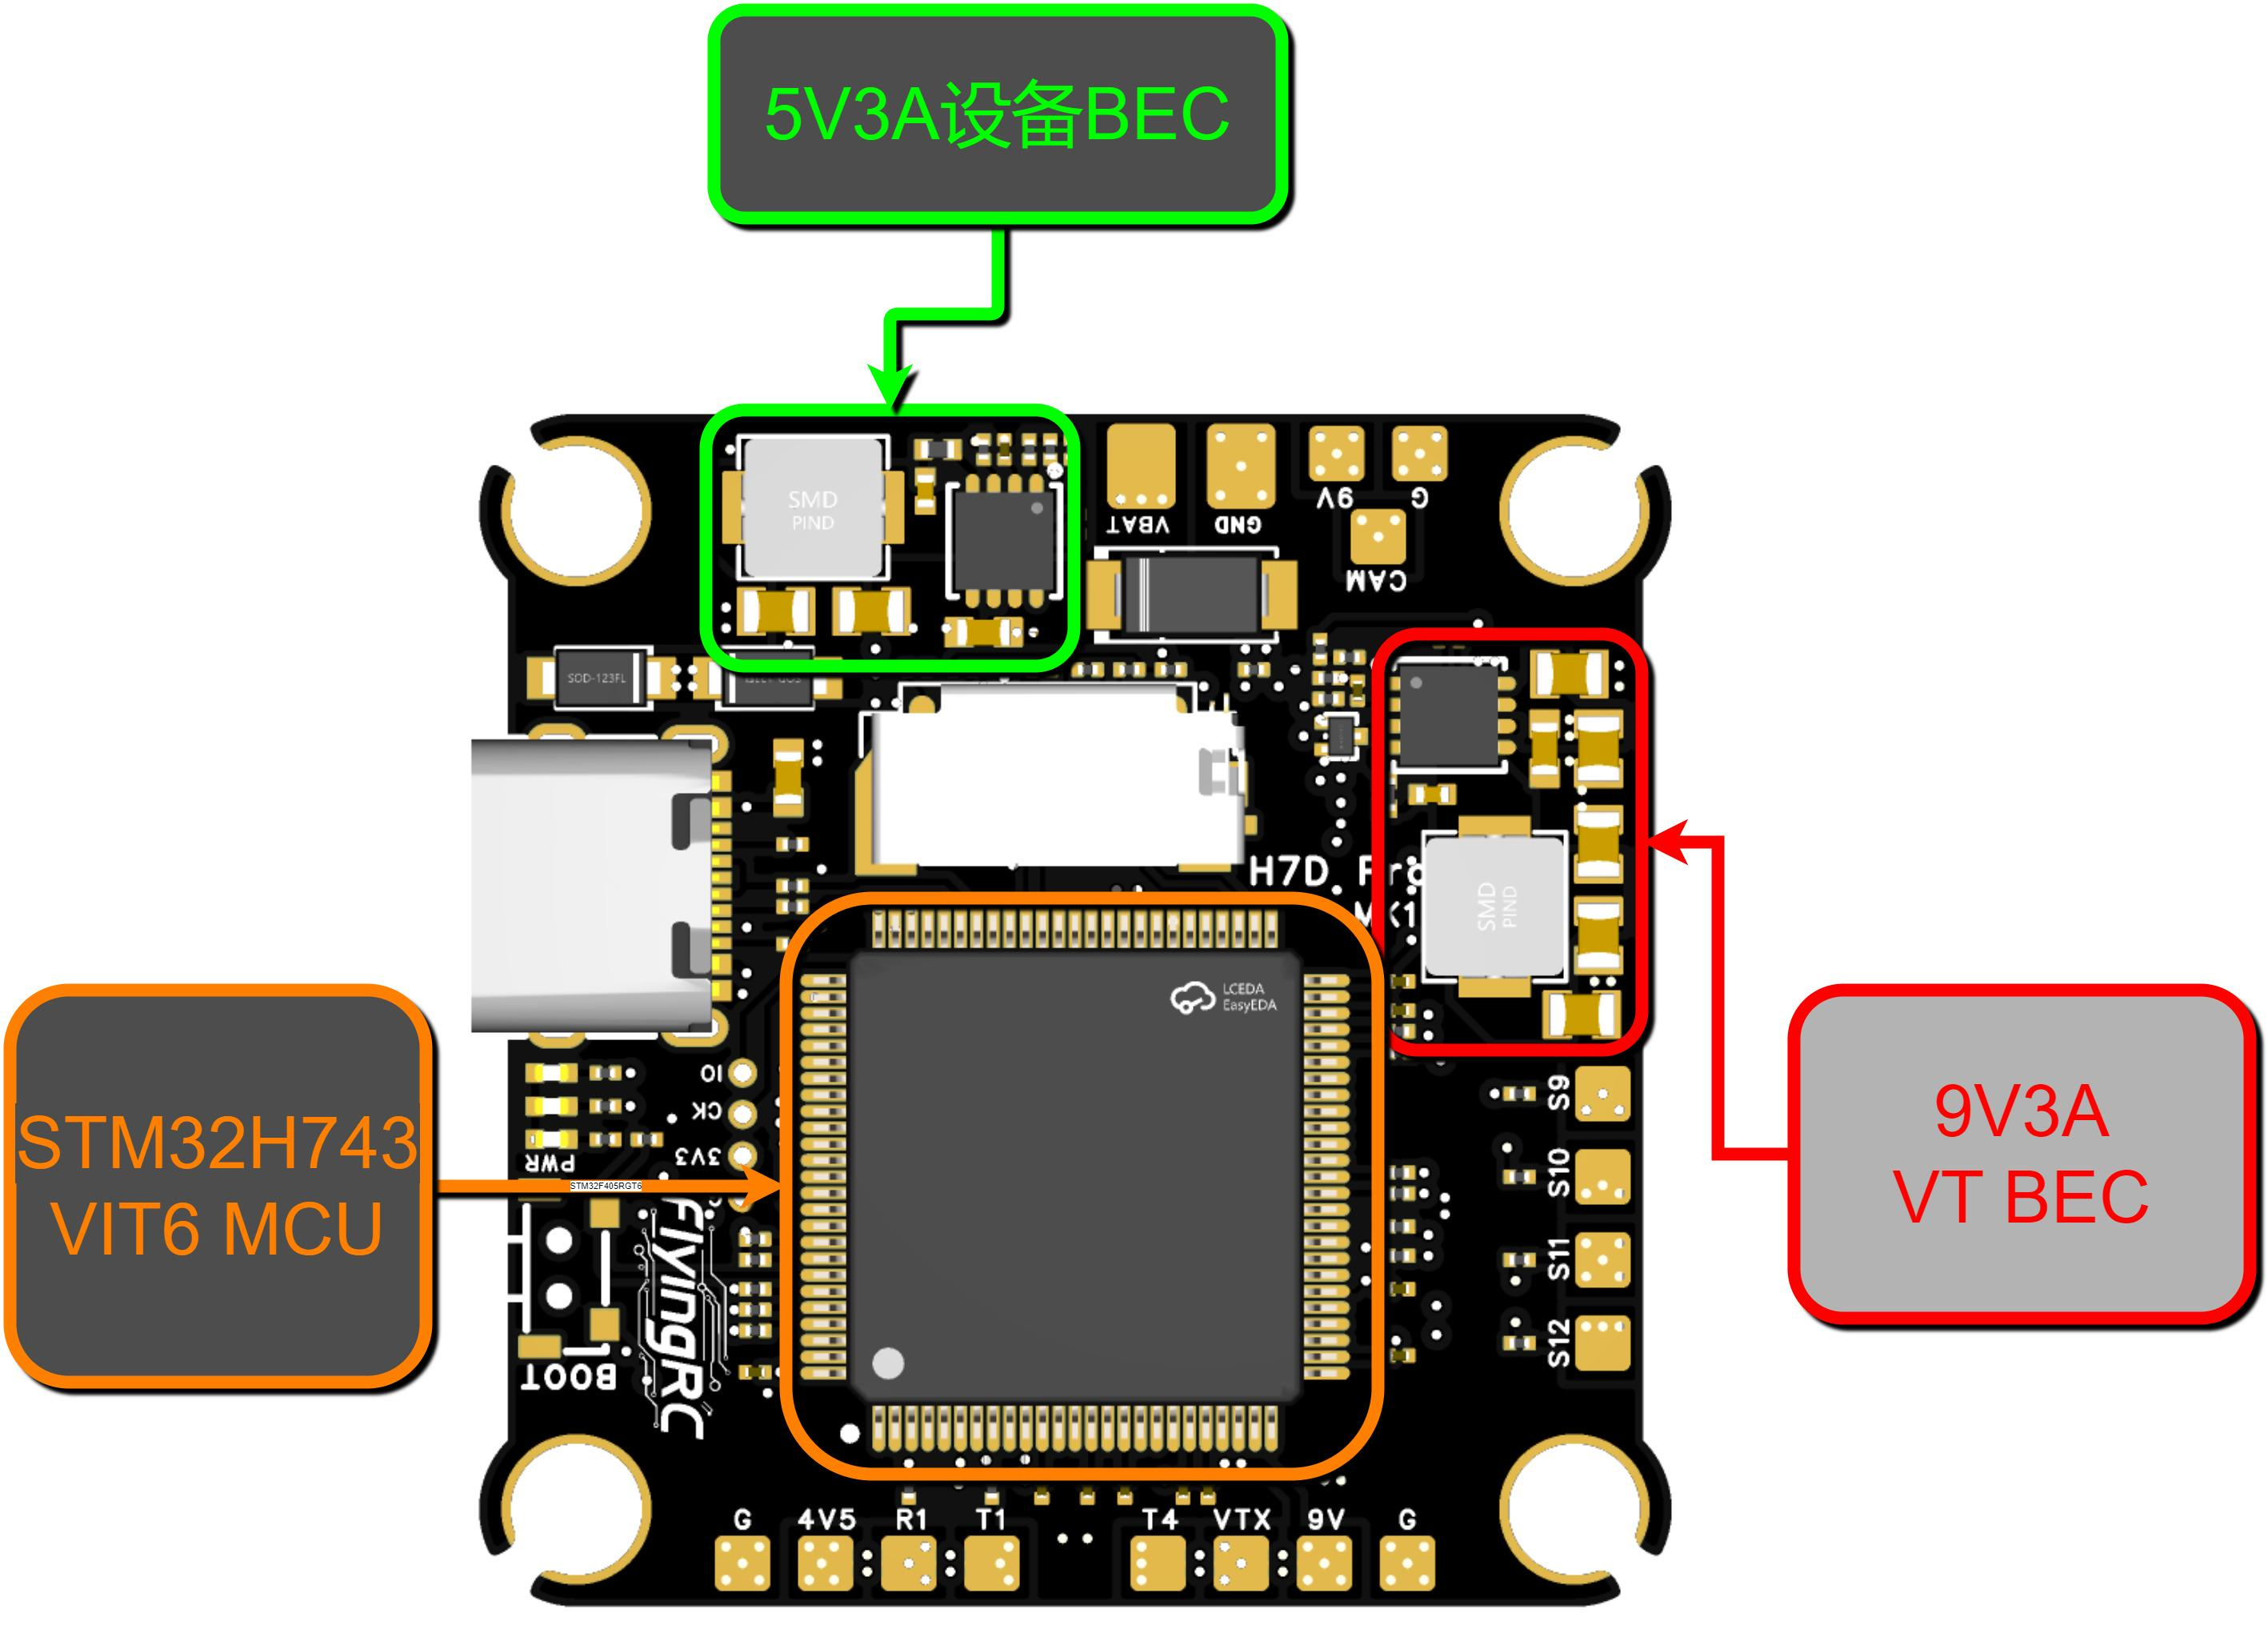 5V3A设备BEC
SMD
PIND
VBAT
GND
9V
G
CAM
SOD-123FL
H7D Pro
MK1
SMD
PIND
LCEDA
EasyEDA
STM32H743
VIT6 MCU
STM32F405RGT6
9V3A
VT BEC
IO
CK
3V3
PWR
BOOT
FlyingRC
S9
S10
S11
S12
G
4V5
R1
T1
T4
VTX
9V
G